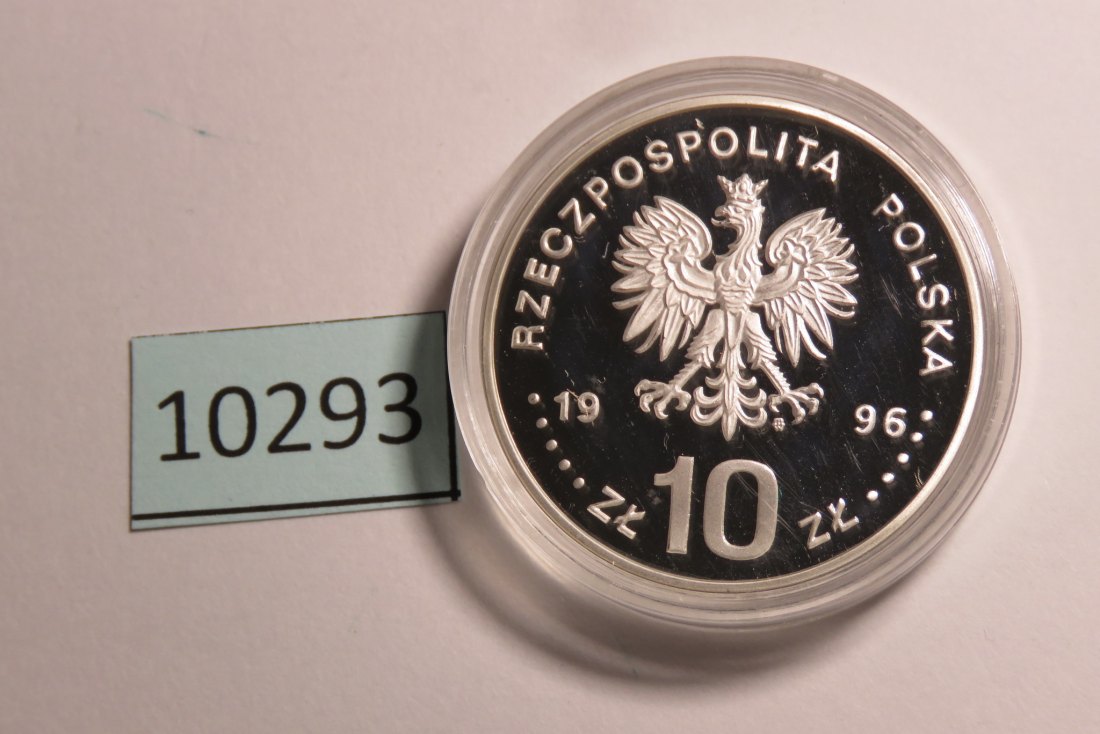 10293
RZECZPOSPOLITA POLSKA
19 96
ZŁ 10 ZŁ